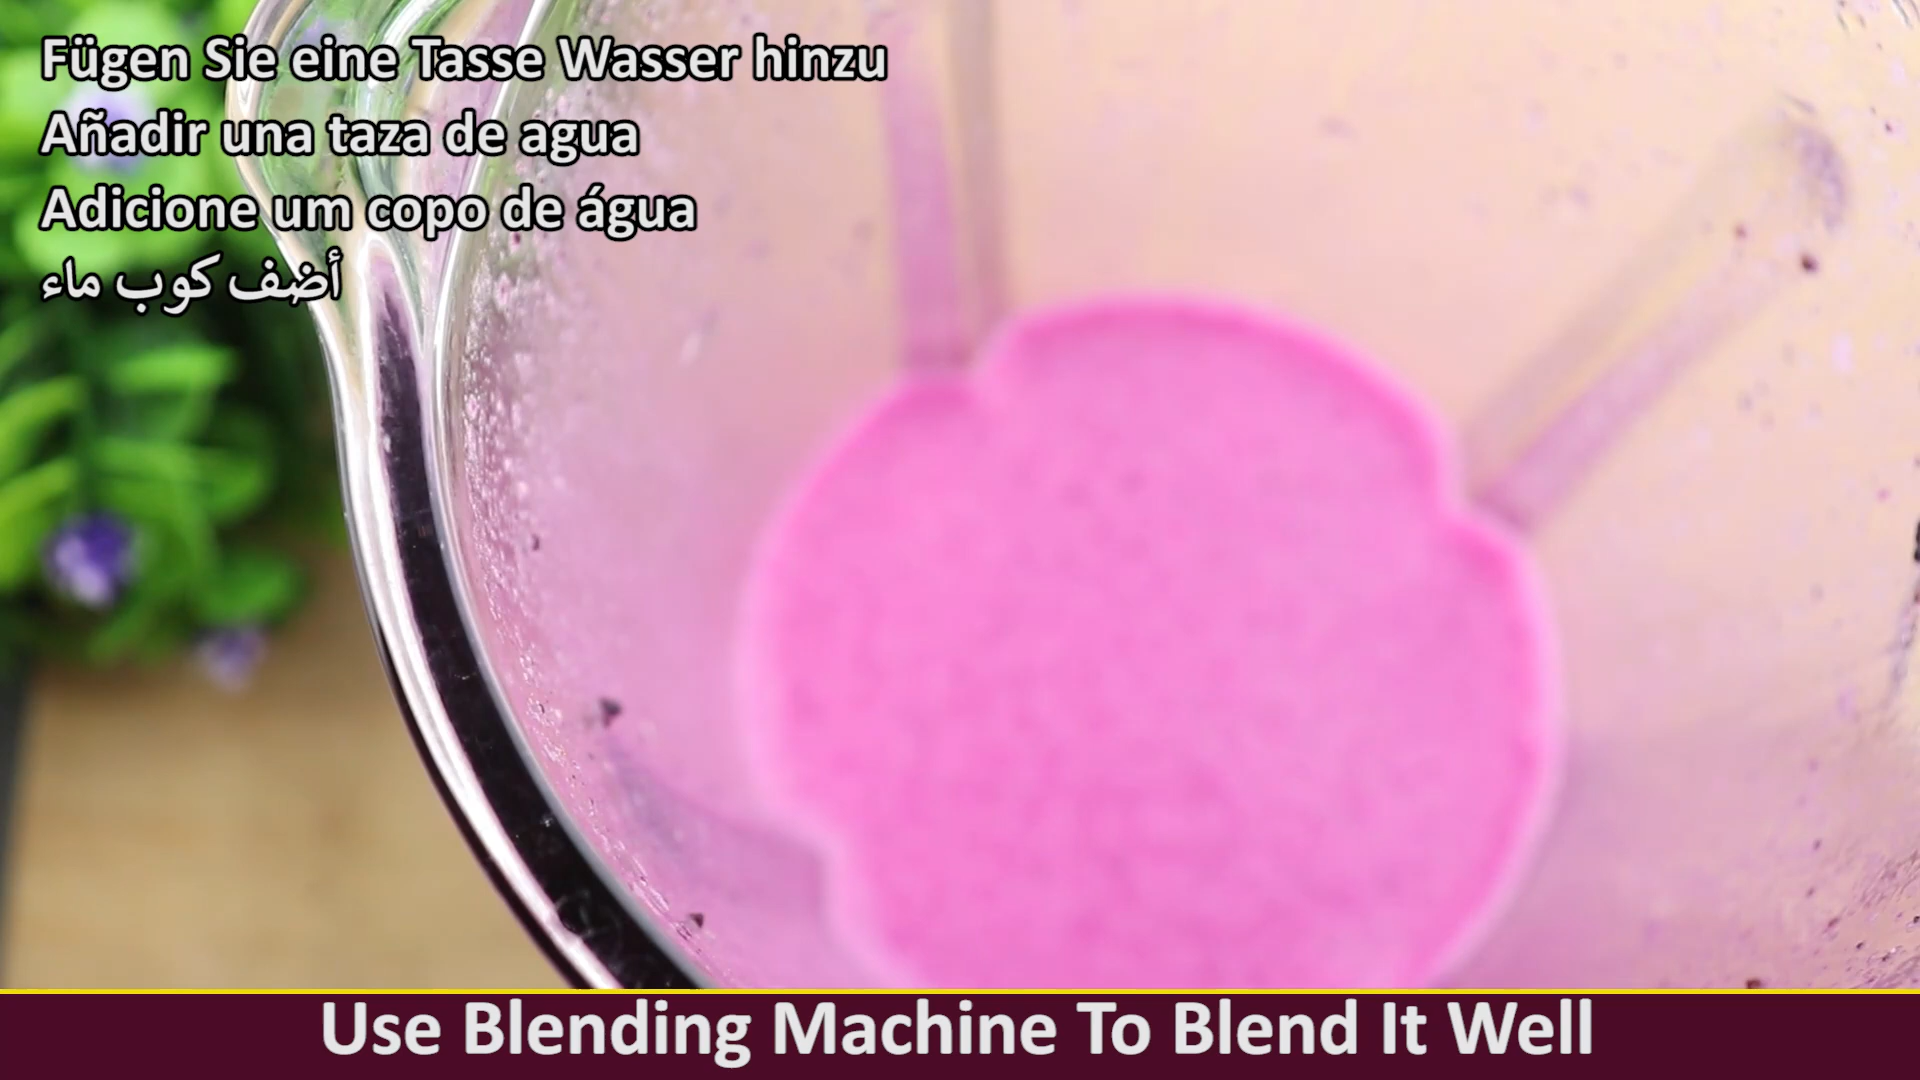 Fügen Sie eine Tasse Wasser hinzu
Añadir una taza de agua
Adicione um copo de água
أضف كوب ماء
Use Blending Machine To Blend It Well